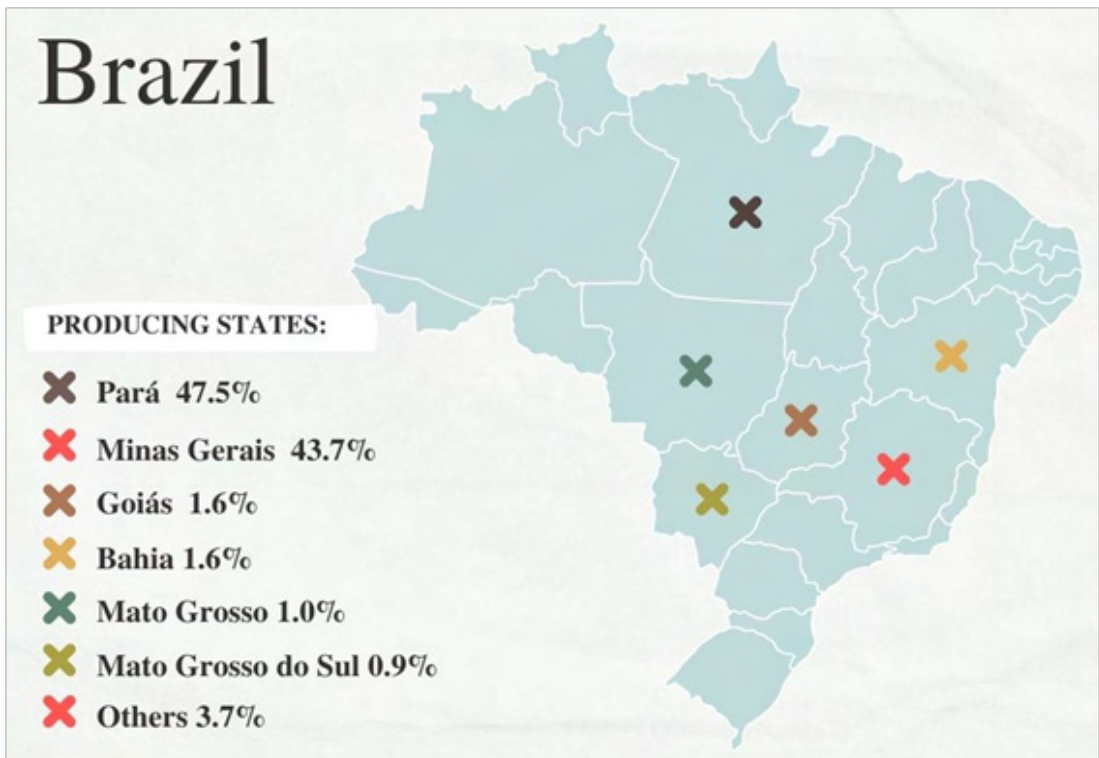 Brazil
PRODUCING STATES:
Pará 47.5%
Minas Gerais 43.7%
Goiás 1.6%
Bahia 1.6%
Mato Grosso 1.0%
Mato Grosso do Sul 0.9%
Others 3.7%